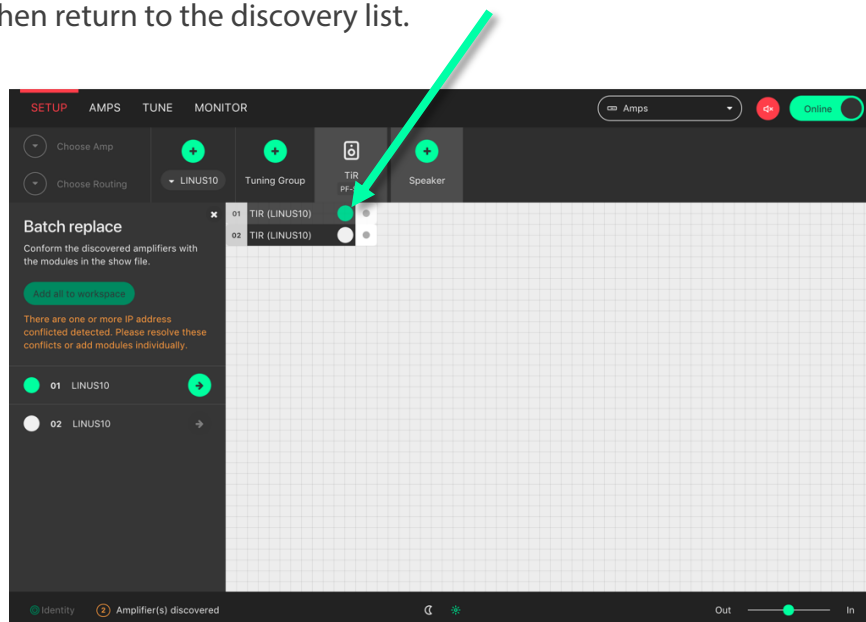 hen return to the discovery list.
SETUP AMPS TUNE MONITOR
Amps
Online
Choose Amp
Choose Routing
LINUS10
Tuning Group
TiR
Speaker
Batch replace
Conform the discovered amplifiers with
the modules in the show file.
Add all to workspace
There are one or more IP address
conflicted detected. Please resolve these
conflicts or add modules individually.
01 LINUS10
02 LINUS10
01 TIR (LINUS10)
02 TIR (LINUS10)
Identity
2 Amplifier(s) discovered
Out
In